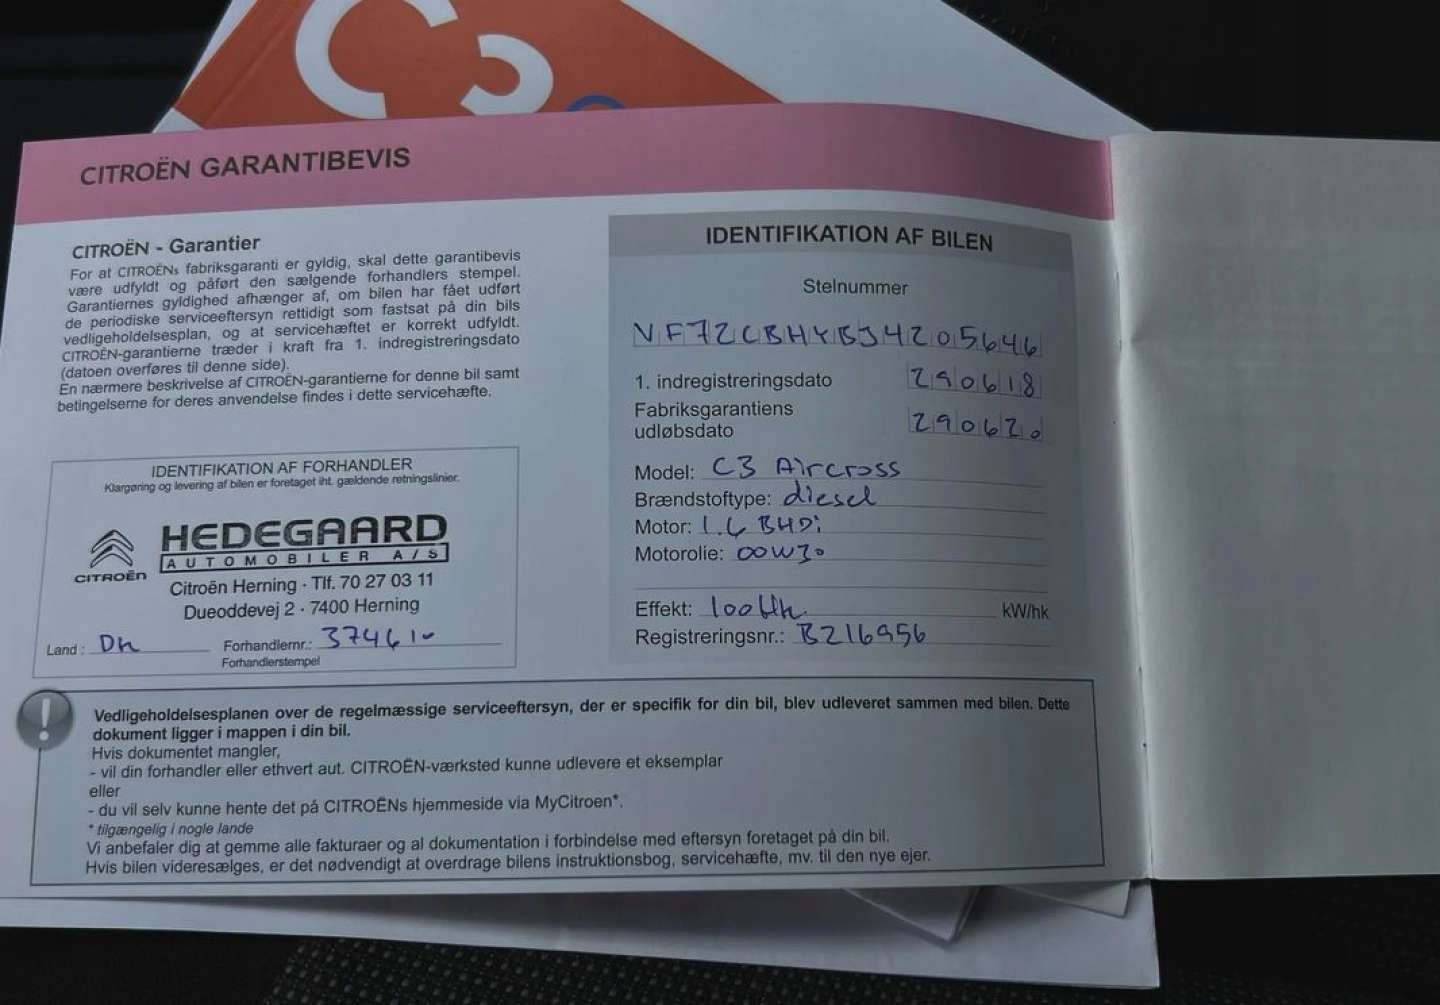 C3
CITROËN GARANTIBEVIS
CITROËN - Garantier
For at CITROËNs fabriksgaranti er gyldig, skal dette garantibevis
være udfyldt og påført den sælgende forhandlers stempel.
Garantiernes gyldighed afhænger af, om bilen har fået udført
de periodiske serviceeftersyn rettidigt som fastsat på din bils
vedligeholdelsesplan, og at servicehæftet er korrekt udfyldt.
CITROËN-garantierne træder i kraft fra 1. indregistreringsdato
(datoen overføres til denne side).
En nærmere beskrivelse af CITROËN-garantierne for denne bil samt
betingelserne for deres anvendelse findes i dette servicehæfte.
IDENTIFIKATION AF FORHANDLER
Klargøring og levering af bilen er foretaget iht. gældende retningslinier.
CITROËN
HEDEGAARD
AUTOMOBILER A/S
Citroën Herning · Tlf. 70 27 03 11
Dueoddevej 2 · 7400 Herning
Land : DK Forhandlernr.: 374610
Forhandlerstempel
IDENTIFIKATION AF BILEN
Stelnummer
VF72CBHYBJ4205646
1. indregistreringsdato 290618
Fabriksgarantiens
udløbsdato 290620
Model: C3 Aircross
Brændstoftype: diesel
Motor: 1.6 BHDi
Motorolie: 00W30
Effekt: 100Hk kW/hk
Registreringsnr.: BZ16956
Vedligeholdelsesplanen over de regelmæssige serviceeftersyn, der er specifik for din bil, blev udleveret sammen med bilen. Dette
dokument ligger i mappen i din bil.
Hvis dokumentet mangler,
- vil din forhandler eller ethvert aut. CITROËN-værksted kunne udlevere et eksemplar
eller
- du vil selv kunne hente det på CITROËNs hjemmeside via MyCitroen*.
* tilgængelig i nogle lande
Vi anbefaler dig at gemme alle fakturaer og al dokumentation i forbindelse med eftersyn foretaget på din bil.
Hvis bilen videresælges, er det nødvendigt at overdrage bilens instruktionsbog, servicehæfte, mv. til den nye ejer.